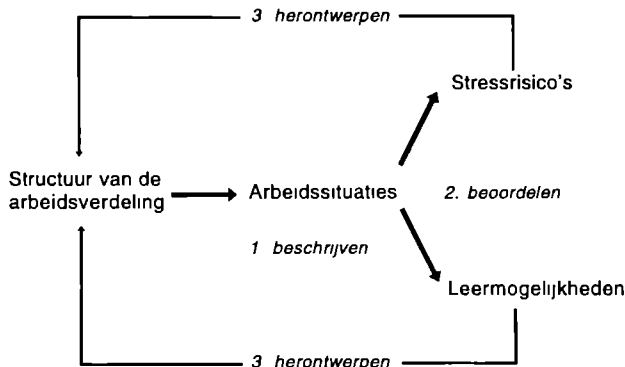 3 herontwerpen
Stressrisico's
Structuur van de
arbeidsverdeling
Arbeidssituaties
2. beoordelen
1 beschrijven
Leermogelijkheden
3 herontwerpen